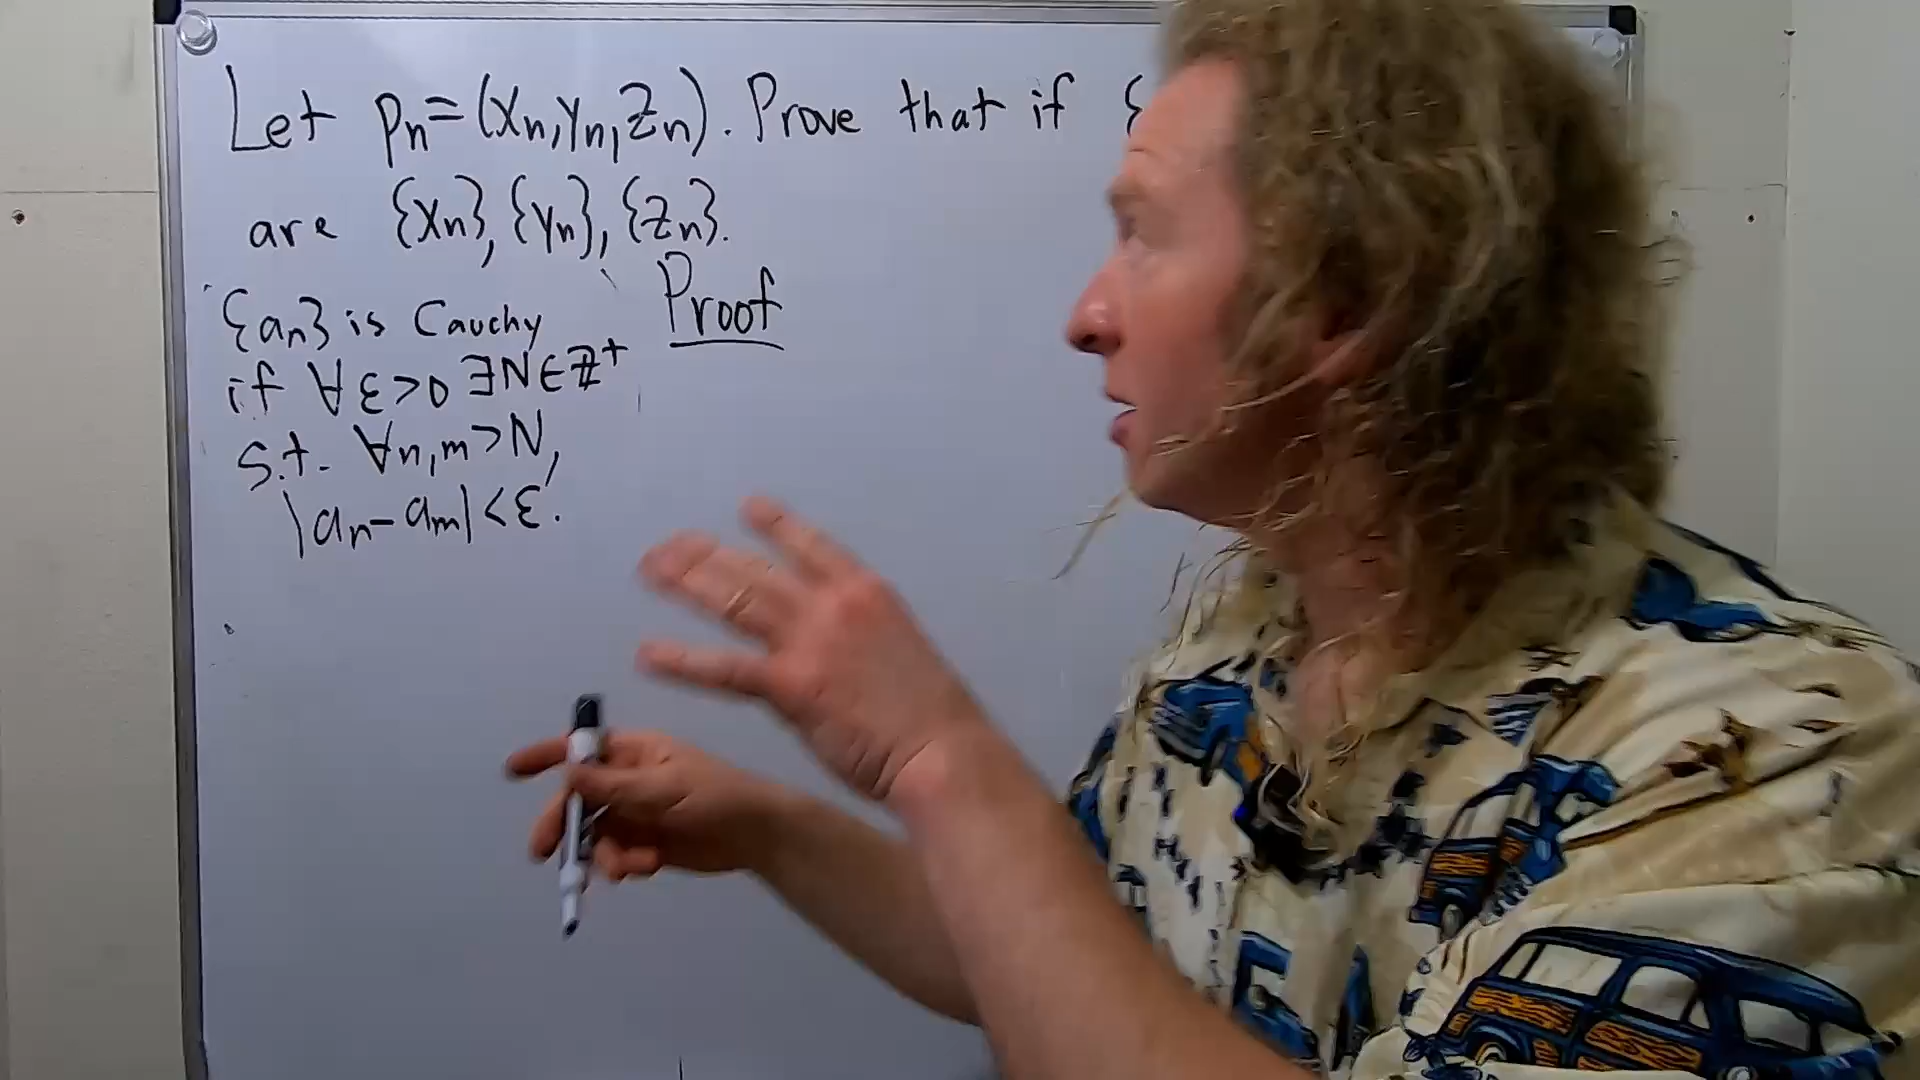 Let pn=(xn,yn,zn). Prove that if {
are {xn}, {yn}, {zn}.
Proof
{an} is Cauchy
if ∀ε>0 ∃N∈ℤ⁺
s.t. ∀n,m>N,
|an-am|<ε.